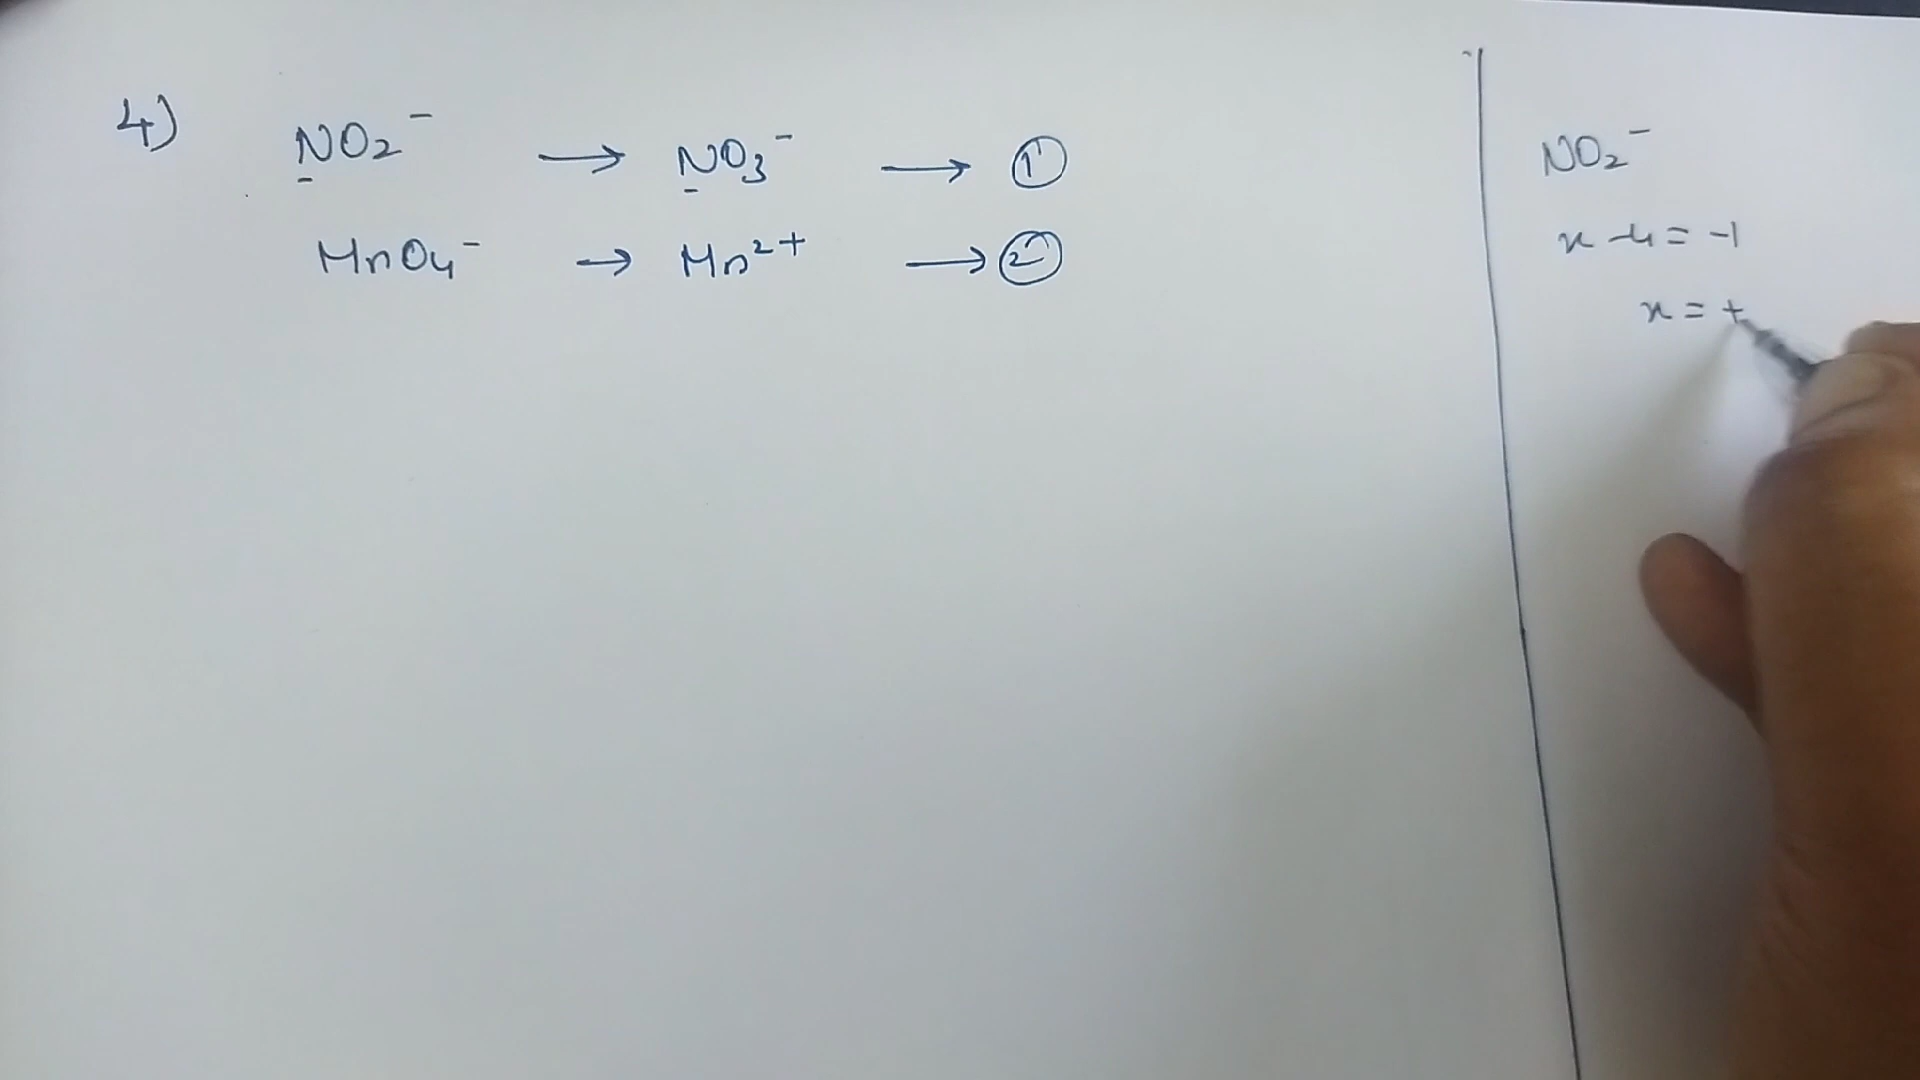 4) NO₂⁻ → NO₃⁻ → ①
MnO₄⁻ → Mn²⁺ → ②
NO₂⁻
x -4 = -1
x = +